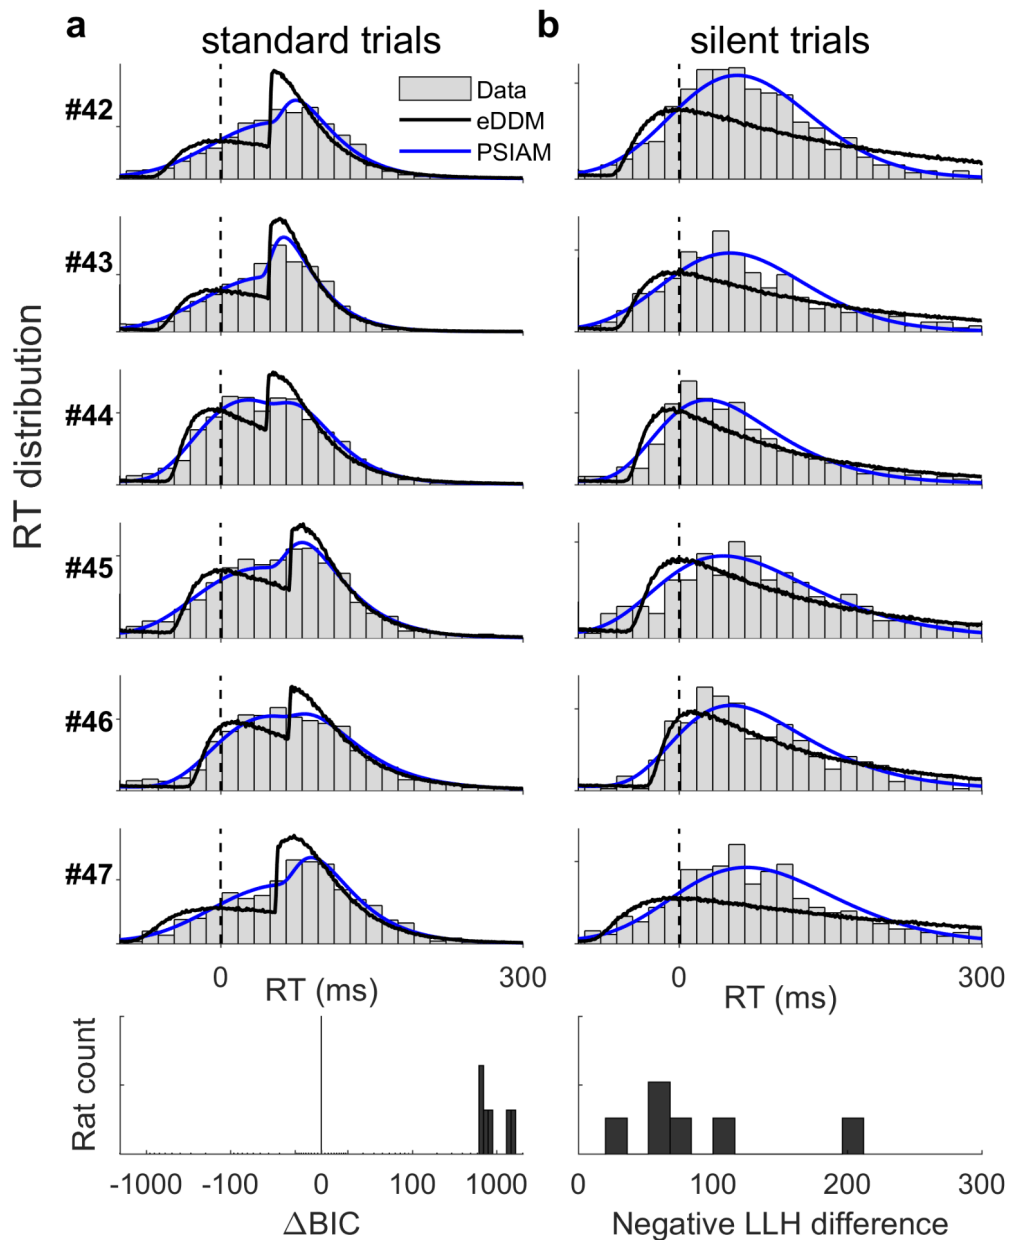 a
standard trials
b
silent trials
#42
Data
eDDM
PSIAM
#43
#44
RT distribution
#45
#46
#47
0
300
0
300
RT (ms)
RT (ms)
Rat count
-1000
-100
0
100
1000
0
100
200
300
ΔBIC
Negative LLH difference